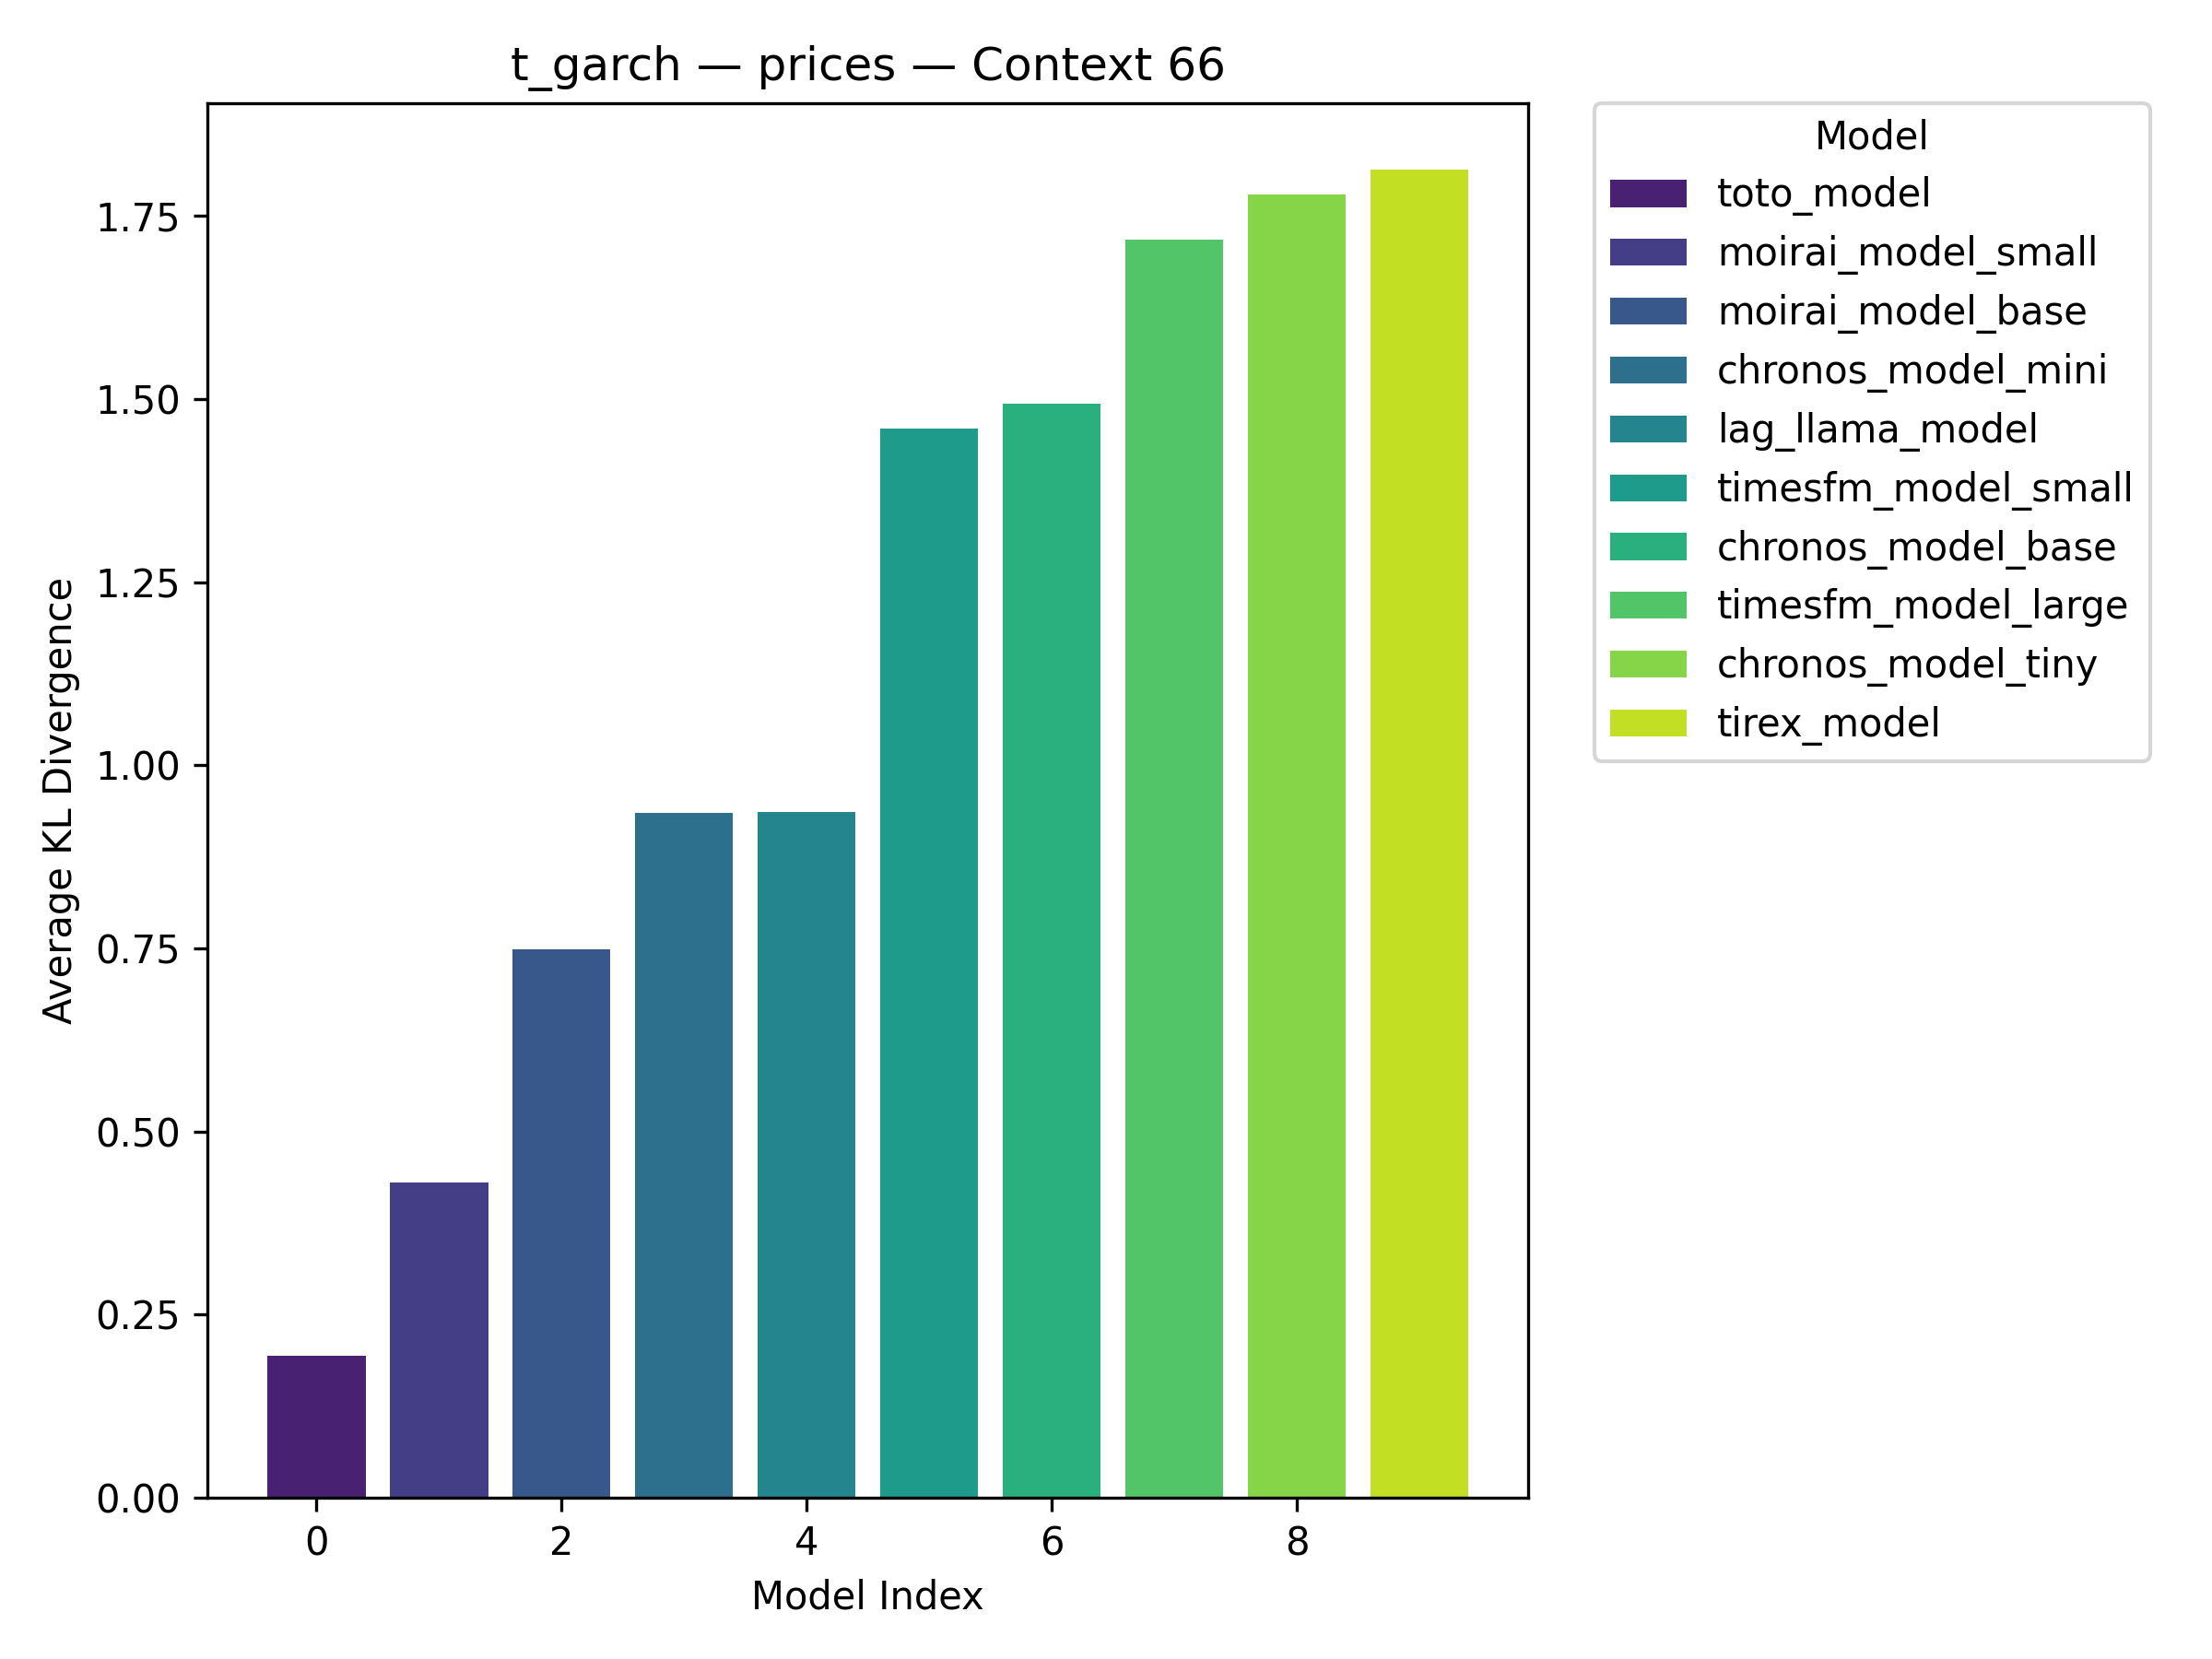 t_garch — prices — Context 66
Average KL Divergence
1.75
1.50
1.25
1.00
0.75
0.50
0.25
0.00
0 2 4 6 8
Model Index
Model
toto_model
moirai_model_small
moirai_model_base
chronos_model_mini
lag_llama_model
timesfm_model_small
chronos_model_base
timesfm_model_large
chronos_model_tiny
tirex_model